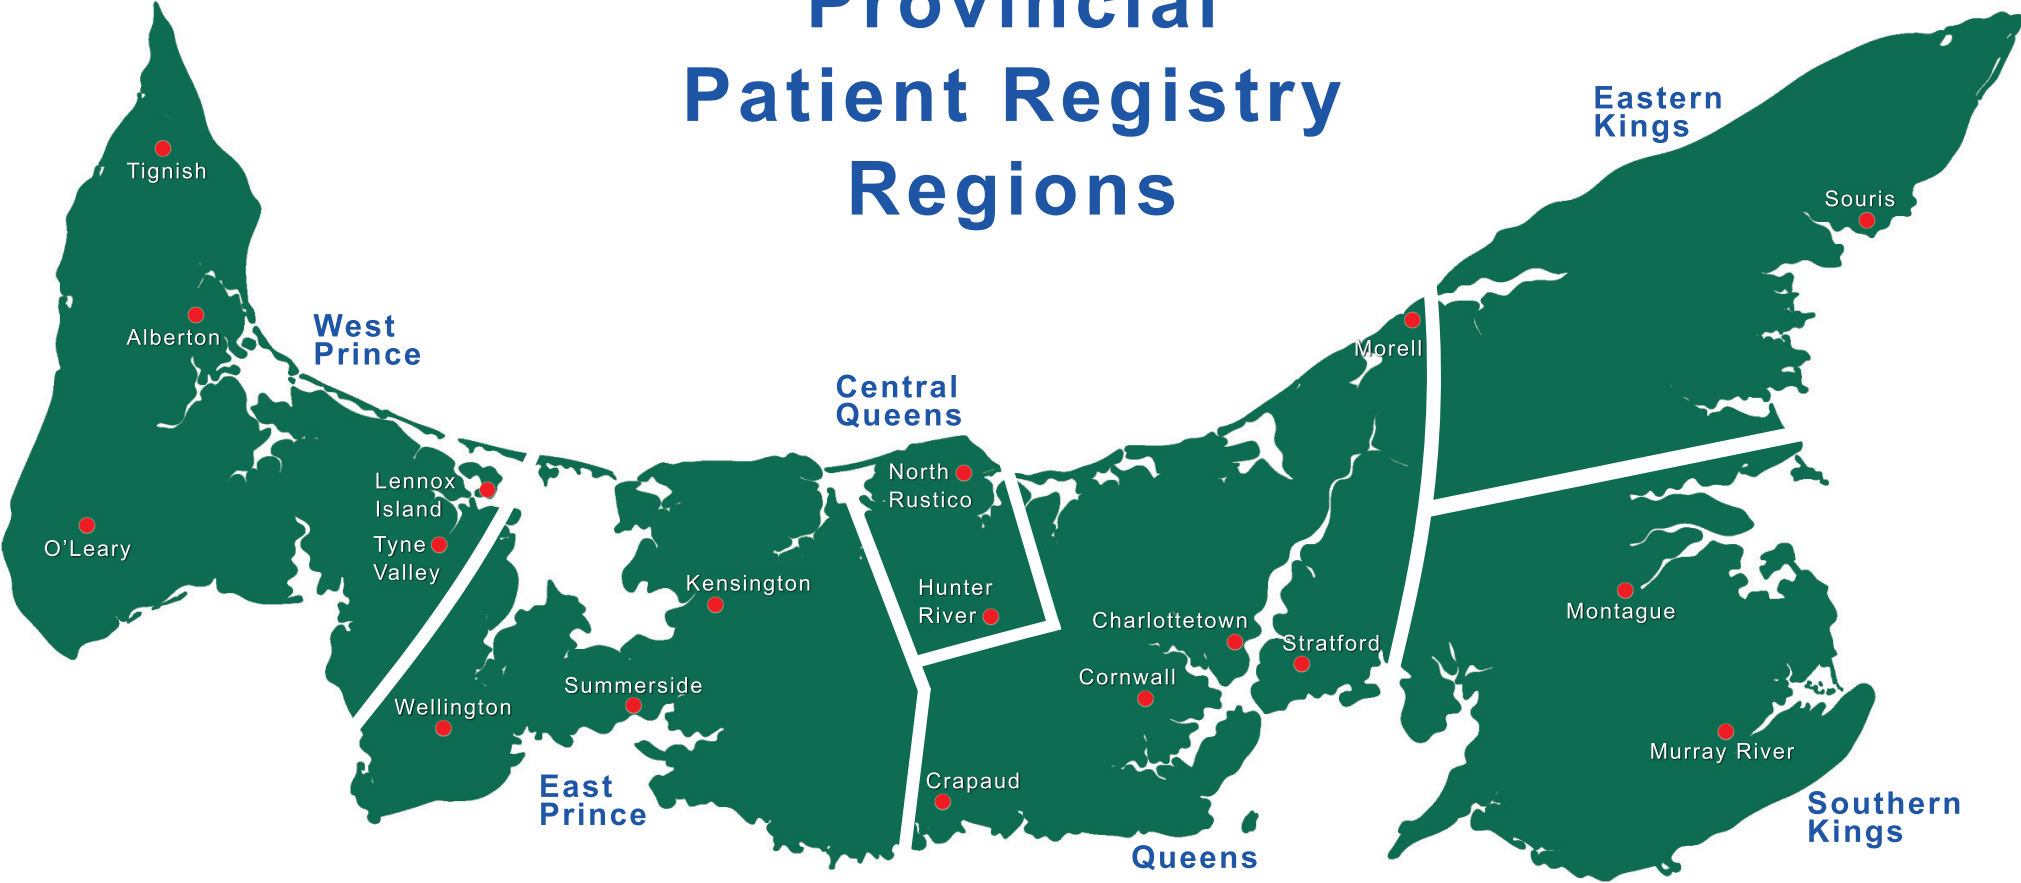 Provincial
Patient Registry
Regions
Eastern
Kings
Souris
Tignish
Alberton
West
Prince
Morell
Central
Queens
Lennox
Island
North
Rustico
O’Leary
Tyne
Valley
Kensington
Hunter
River
Montague
Charlottetown
Stratford
Cornwall
Summerside
Wellington
Murray River
Crapaud
East
Prince
Southern
Kings
Queens